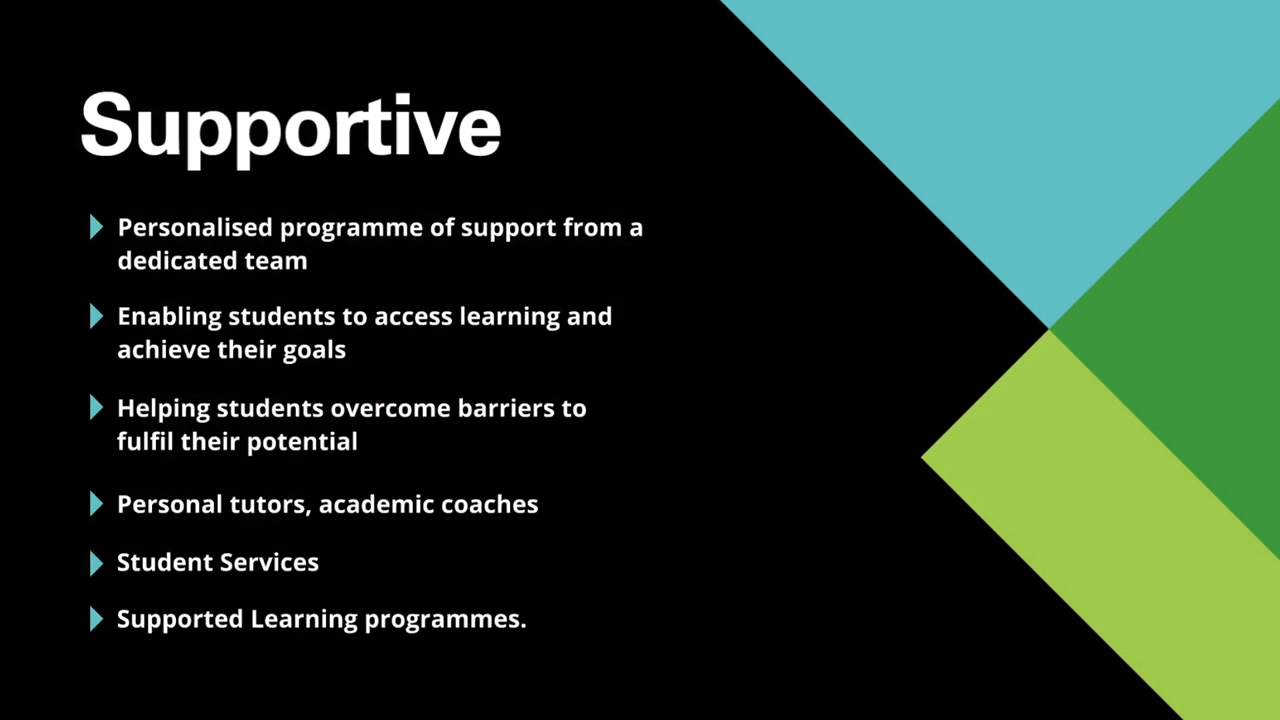 Supportive
Personalised programme of support from a
dedicated team
Enabling students to access learning and
achieve their goals
Helping students overcome barriers to
fulfil their potential
Personal tutors, academic coaches
Student Services
Supported Learning programmes.